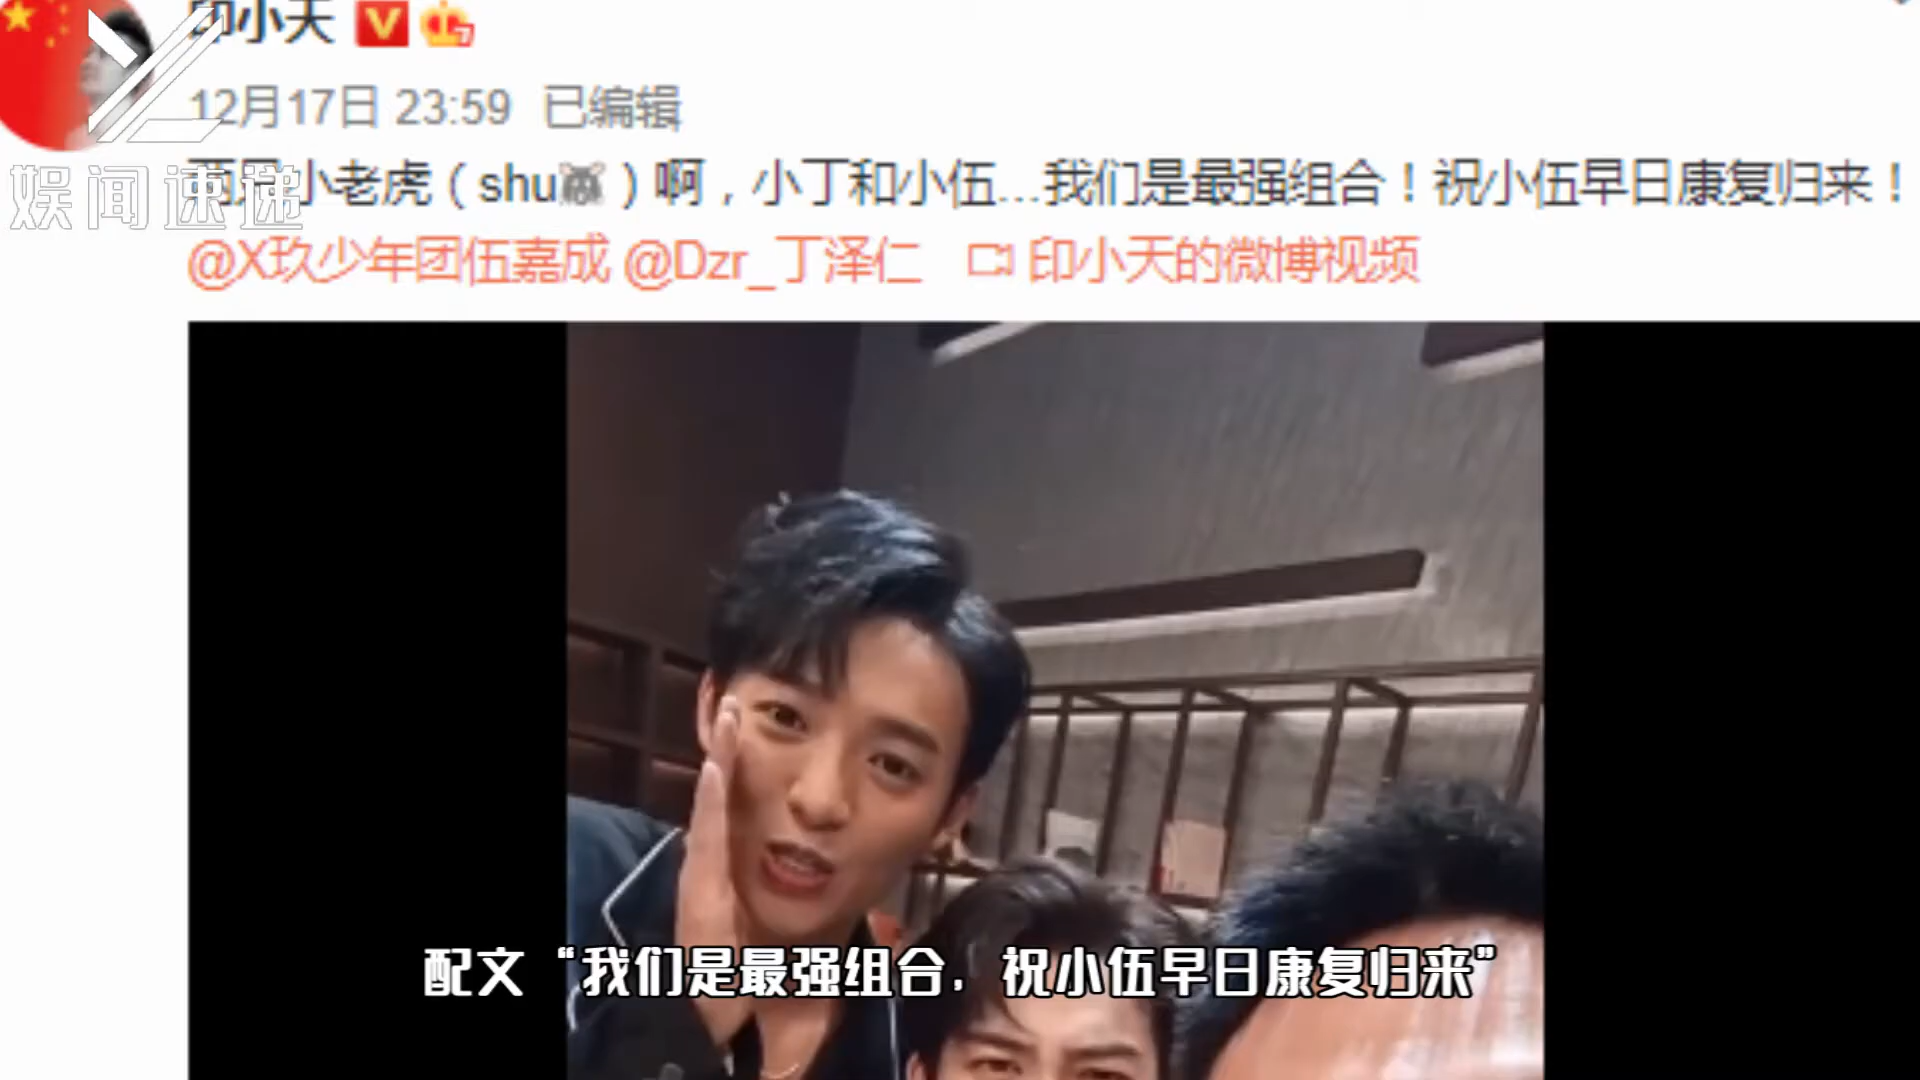 印小天
12月17日 23:59 已编辑
两只小老虎（shu🐯）啊，小丁和小伍...我们是最强组合！祝小伍早日康复归来！
娱闻速递
@X玖少年团伍嘉成 @Dzr_丁泽仁 印小天的微博视频
配文“我们是最强组合，祝小伍早日康复归来”